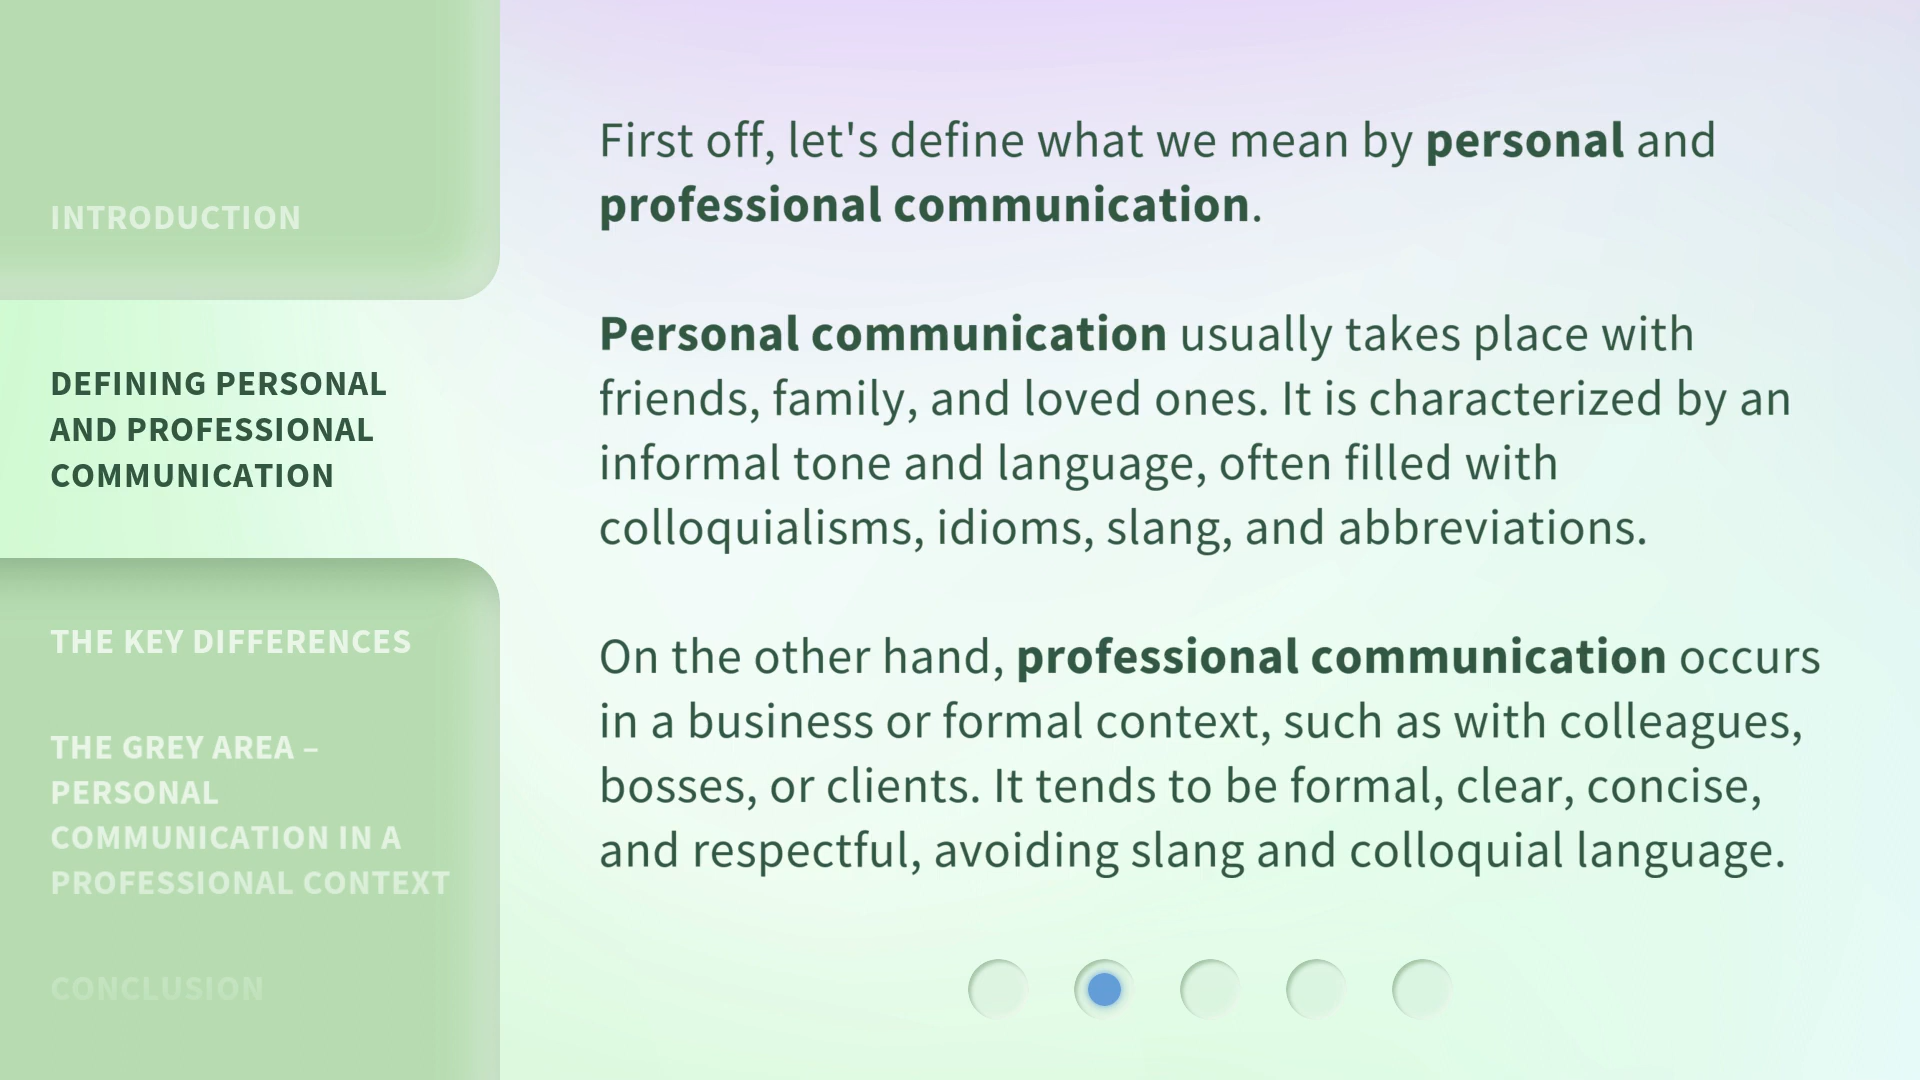 INTRODUCTION
DEFINING PERSONAL
AND PROFESSIONAL
COMMUNICATION
THE KEY DIFFERENCES
THE GREY AREA –
PERSONAL
COMMUNICATION IN A
PROFESSIONAL CONTEXT
CONCLUSION
First off, let's define what we mean by personal and
professional communication.
Personal communication usually takes place with
friends, family, and loved ones. It is characterized by an
informal tone and language, often filled with
colloquialisms, idioms, slang, and abbreviations.
On the other hand, professional communication occurs
in a business or formal context, such as with colleagues,
bosses, or clients. It tends to be formal, clear, concise,
and respectful, avoiding slang and colloquial language.